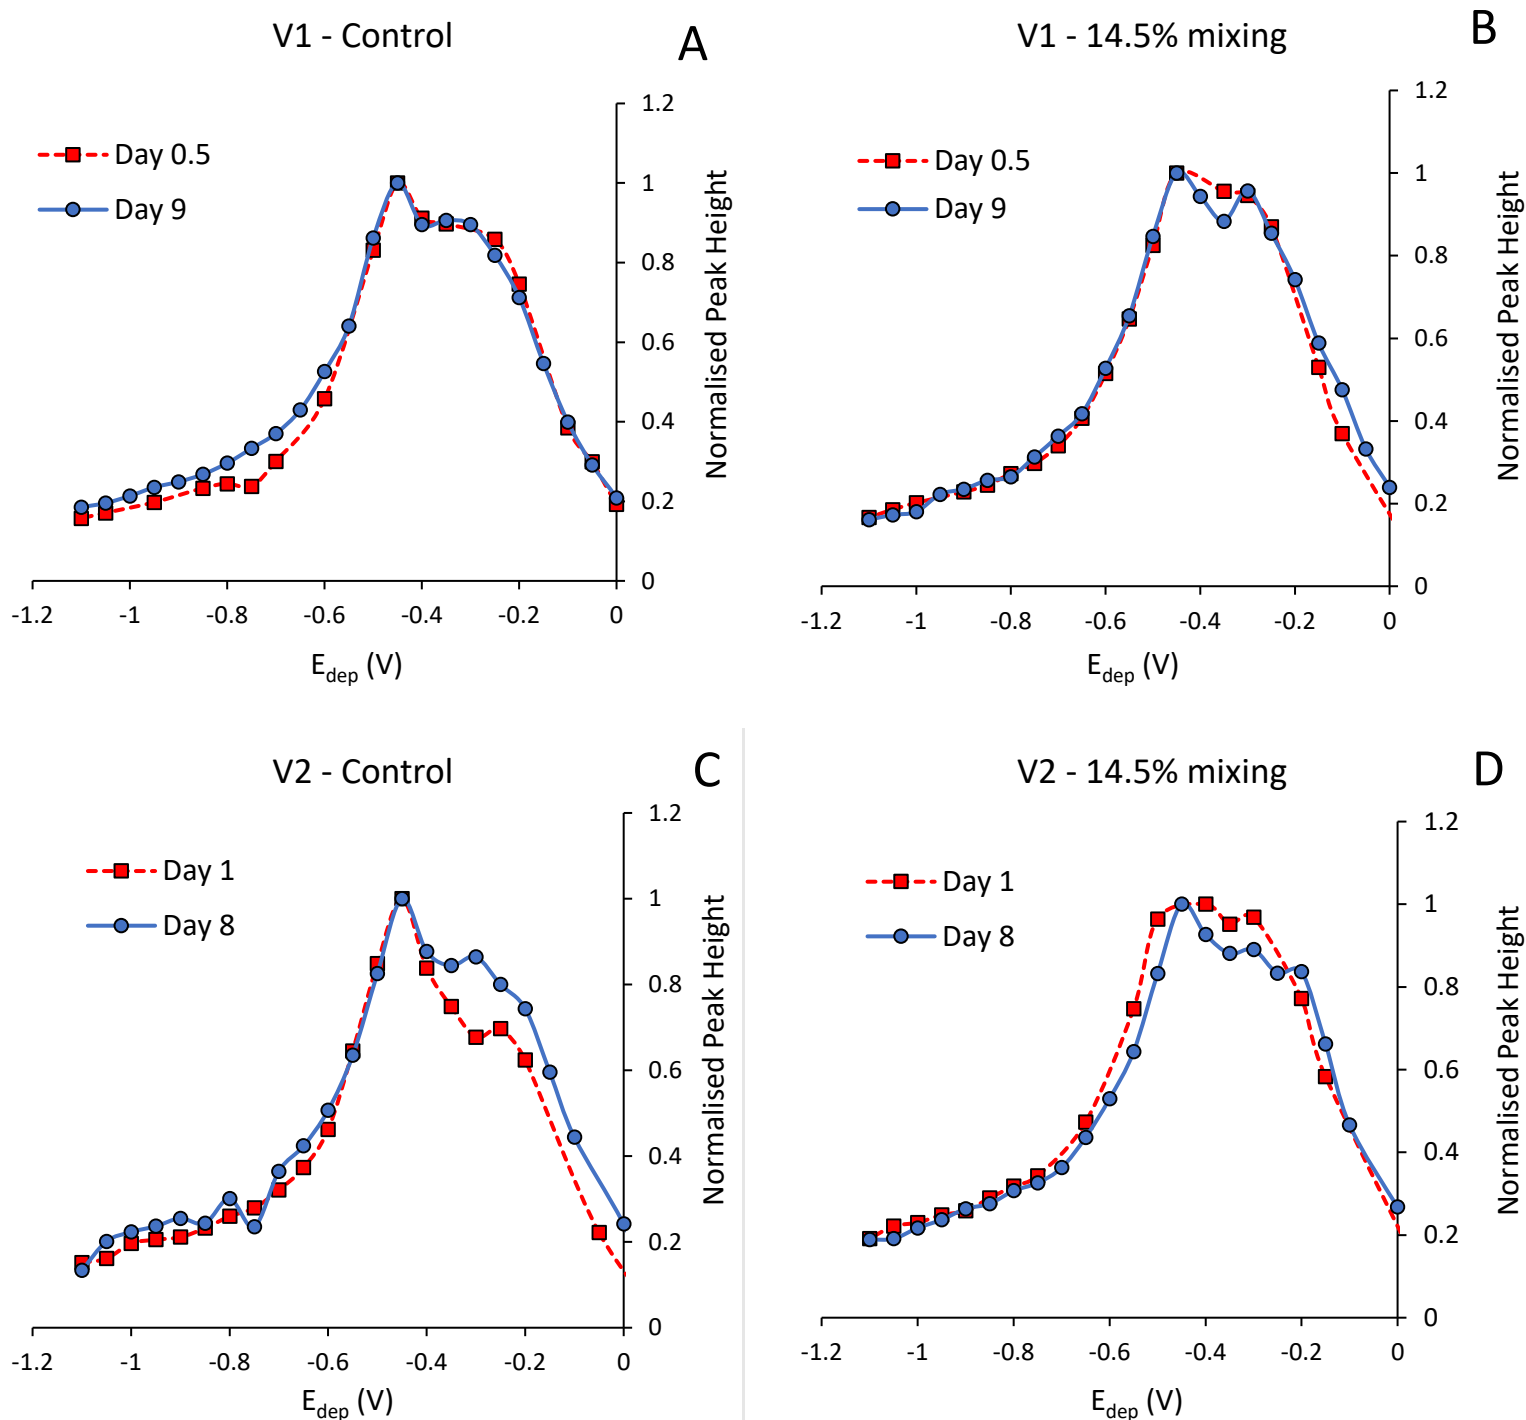 V1 - Control
A
Day 0.5
Day 9
1.2
1
0.8
0.6
0.4
0.2
0
Normalised Peak Height
-1.2
-1
-0.8
-0.6
-0.4
-0.2
0
Edep (V)
V1 - 14.5% mixing
B
Day 0.5
Day 9
1.2
1
0.8
0.6
0.4
0.2
0
Normalised Peak Height
-1.2
-1
-0.8
-0.6
-0.4
-0.2
0
Edep (V)
V2 - Control
C
Day 1
Day 8
1.2
1
0.8
0.6
0.4
0.2
0
Normalised Peak Height
-1.2
-1
-0.8
-0.6
-0.4
-0.2
0
Edep (V)
V2 - 14.5% mixing
D
Day 1
Day 8
1.2
1
0.8
0.6
0.4
0.2
0
Normalised Peak Height
-1.2
-1
-0.8
-0.6
-0.4
-0.2
0
Edep (V)